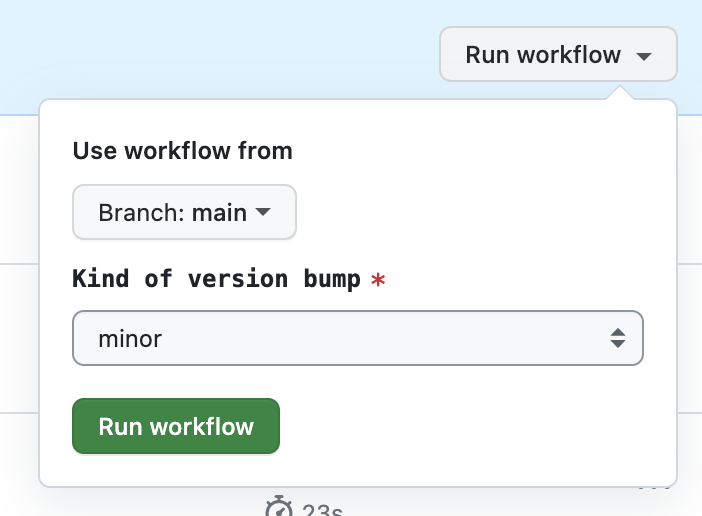 Run workflow
Use workflow from
Branch: main
Kind of version bump *
minor
Run workflow
23s